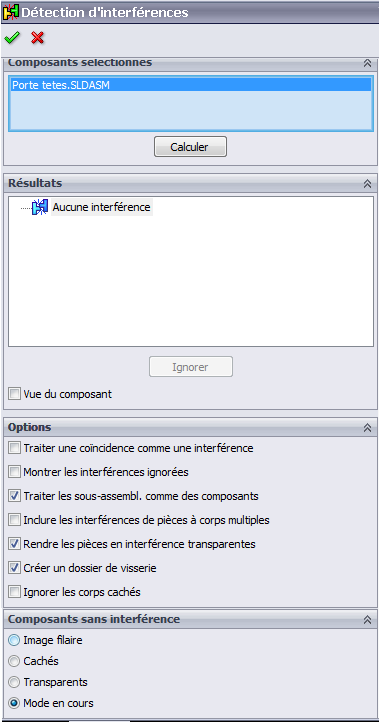 Détection d'interférences
Composants sélectionnés
Porte tetes.SLDASM
Calculer
Résultats
Aucune interférence
Ignorer
Vue du composant
Options
Traiter une coïncidence comme une interférence
Montrer les interférences ignorées
Traiter les sous-assembl. comme des composants
Inclure les interférences de pièces à corps multiples
Rendre les pièces en interférence transparentes
Créer un dossier de visserie
Ignorer les corps cachés
Composants sans interférence
Image filaire
Cachés
Transparents
Mode en cours